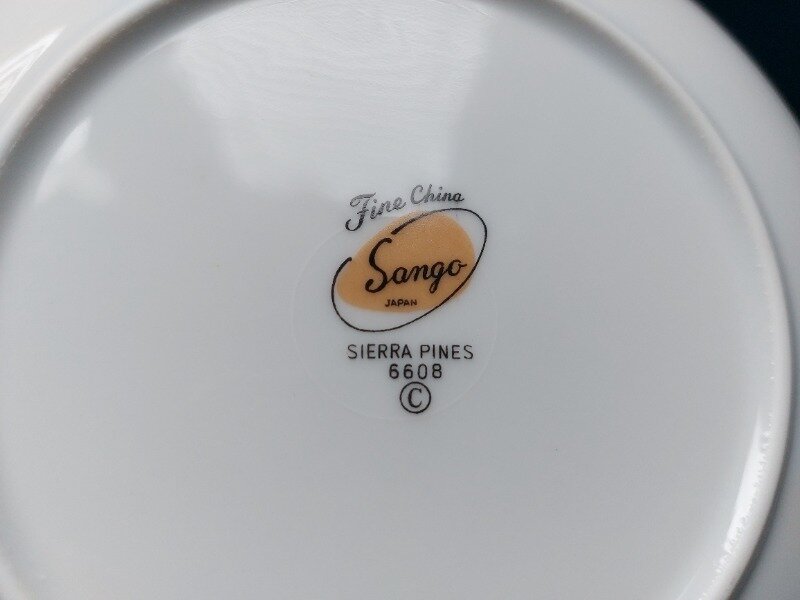 Fine China
Sango
JAPAN
SIERRA PINES
6608
©